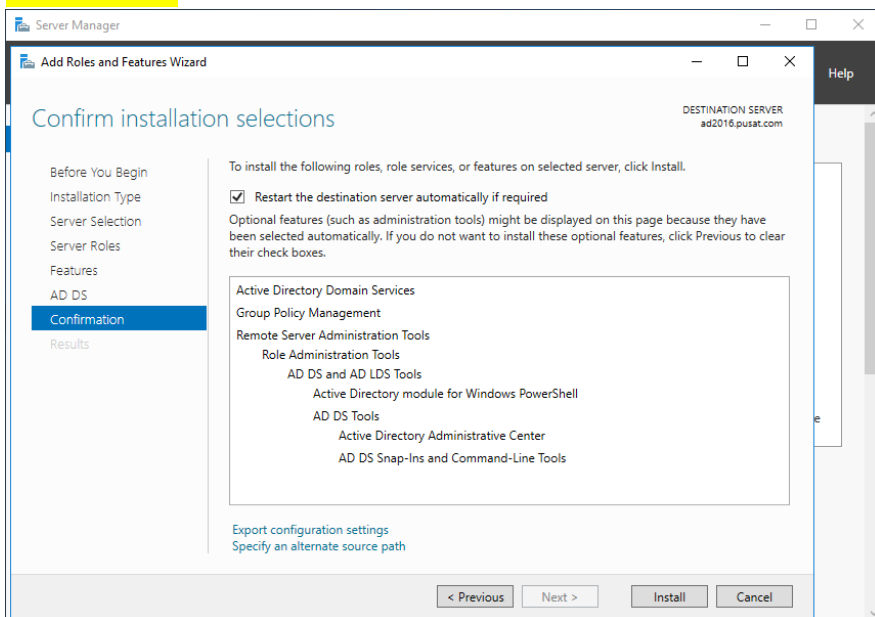 Server Manager
Add Roles and Features Wizard
Help
Confirm installation selections
DESTINATION SERVER
ad2016.pusat.com
Before You Begin
Installation Type
Server Selection
Server Roles
Features
AD DS
Confirmation
Results
To install the following roles, role services, or features on selected server, click Install.
Restart the destination server automatically if required
Optional features (such as administration tools) might be displayed on this page because they have
been selected automatically. If you do not want to install these optional features, click Previous to clear
their check boxes.
Active Directory Domain Services
Group Policy Management
Remote Server Administration Tools
Role Administration Tools
AD DS and AD LDS Tools
Active Directory module for Windows PowerShell
AD DS Tools
Active Directory Administrative Center
AD DS Snap-Ins and Command-Line Tools
Export configuration settings
Specify an alternate source path
< Previous
Next >
Install
Cancel